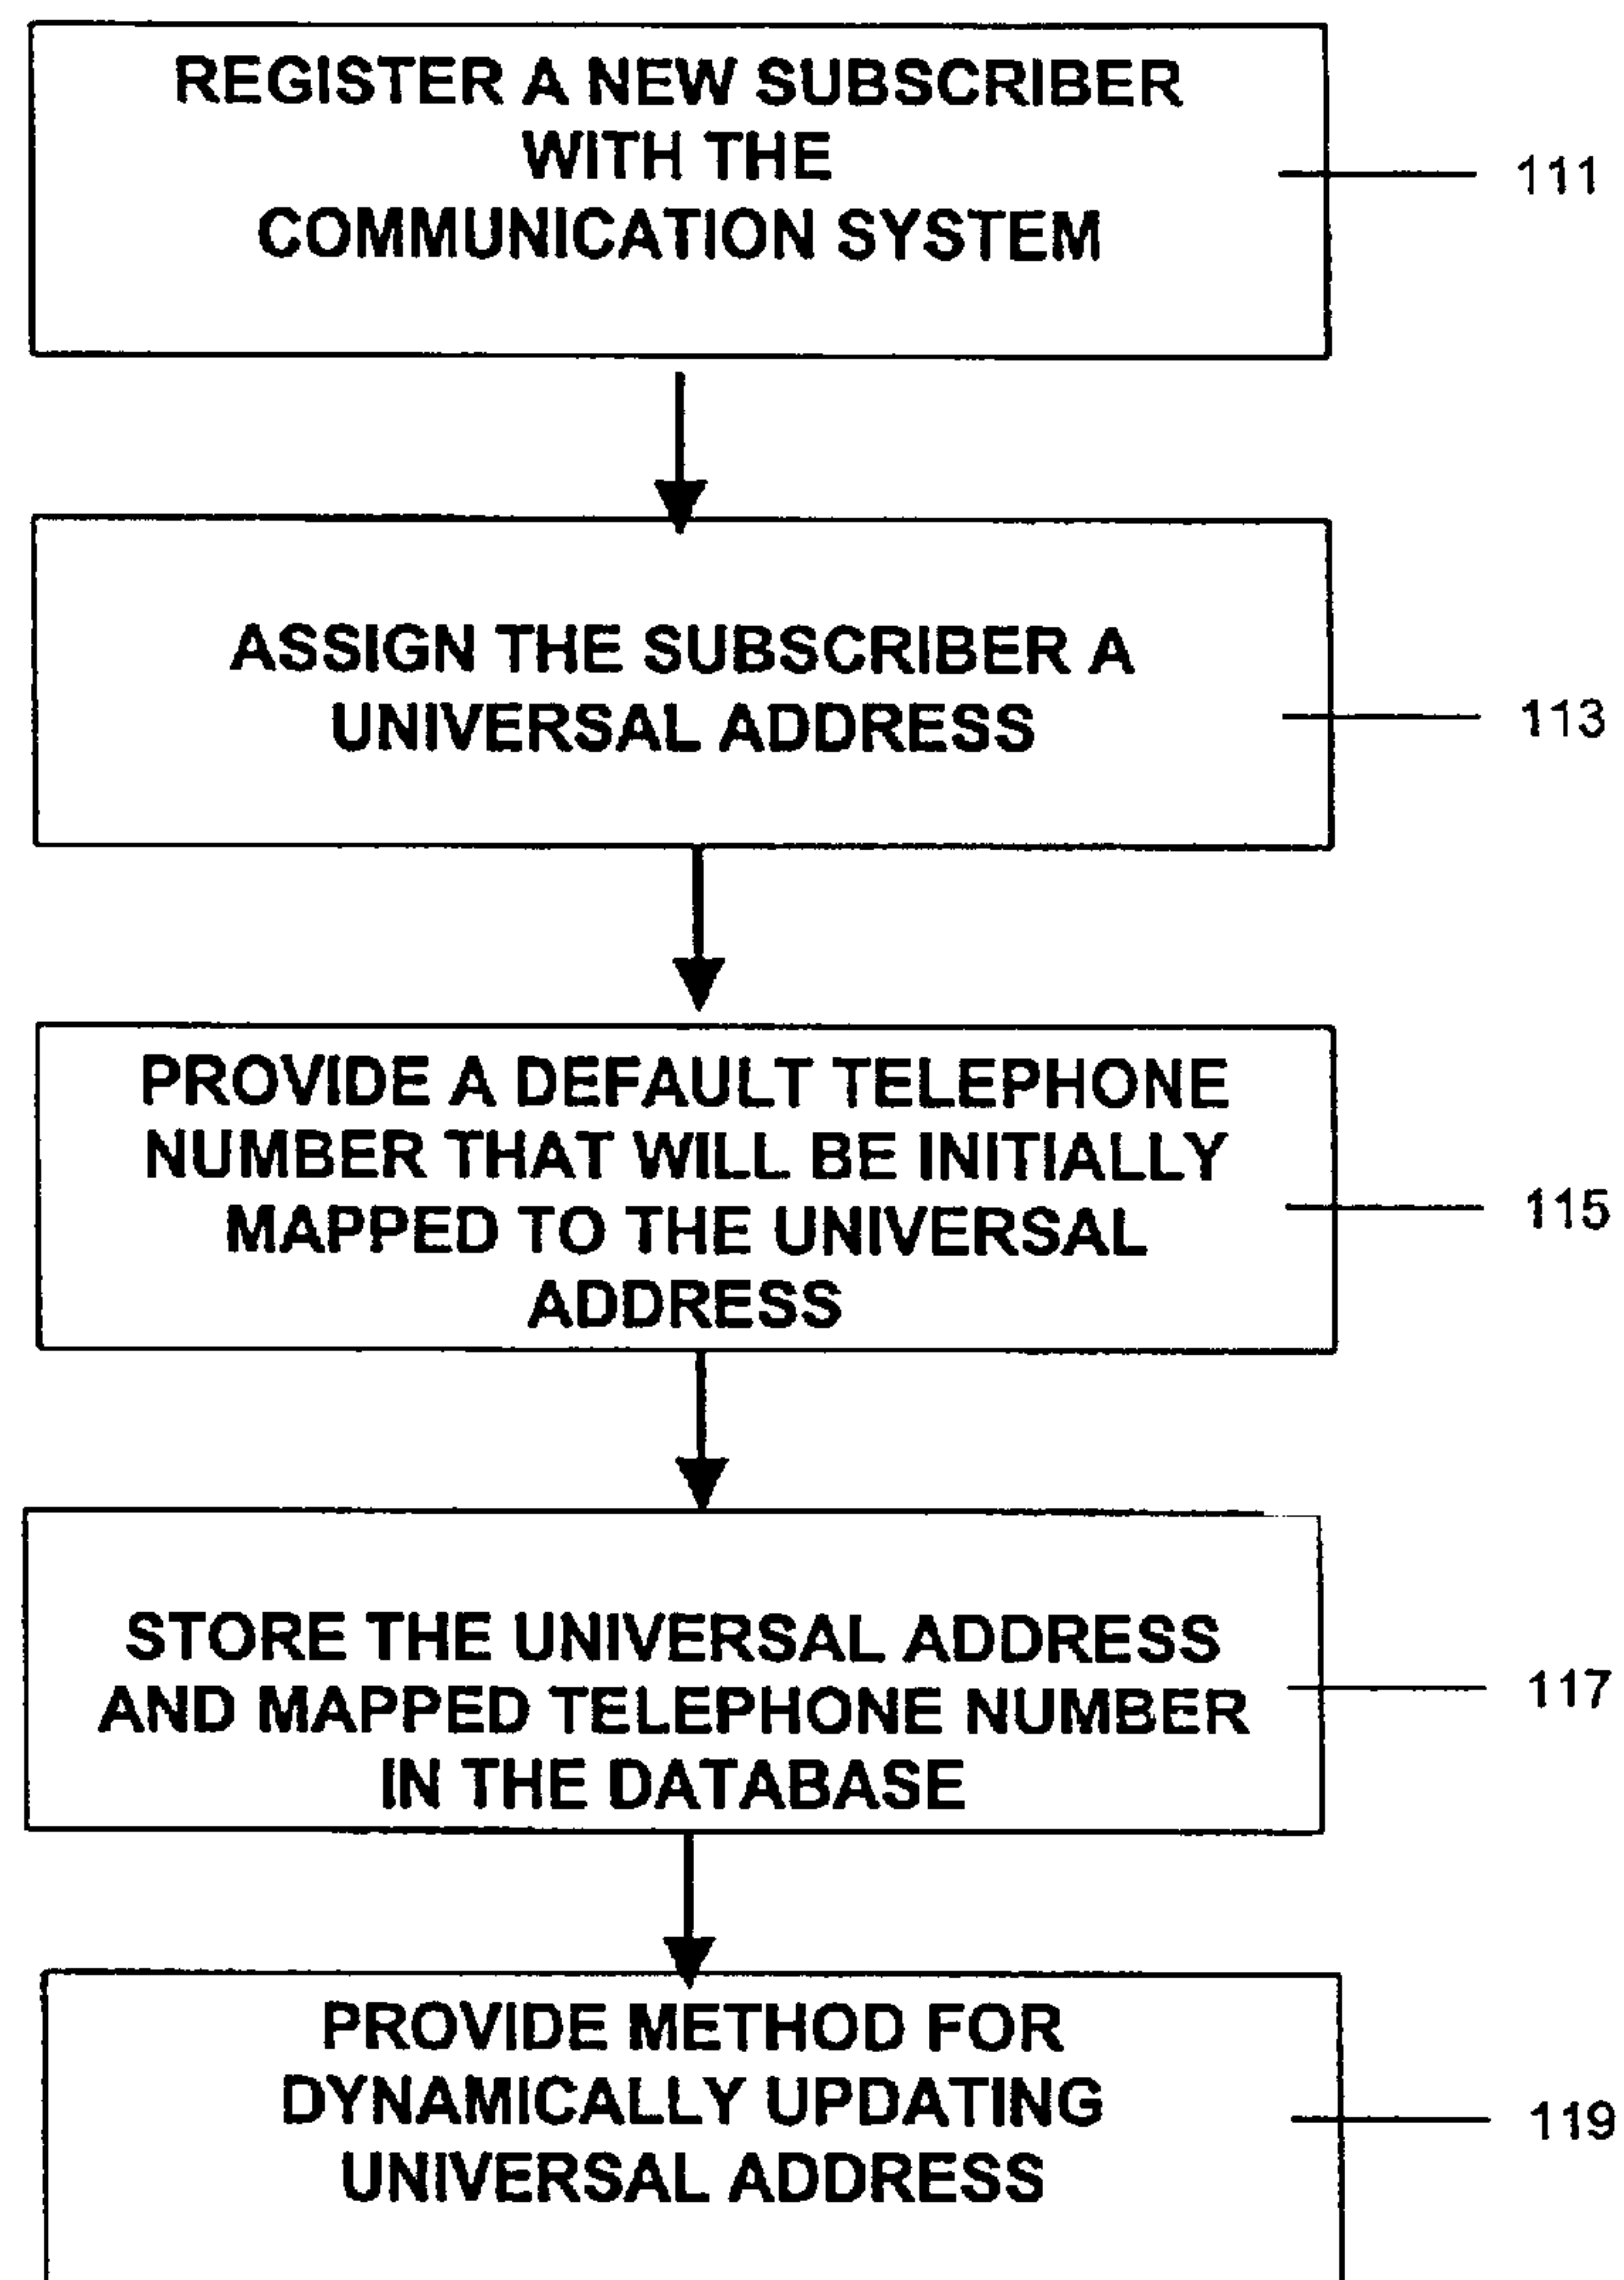 REGISTER A NEW SUBSCRIBER
WITH THE
COMMUNICATION SYSTEM
111
ASSIGN THE SUBSCRIBER A
UNIVERSAL ADDRESS
113
PROVIDE A DEFAULT TELEPHONE
NUMBER THAT WILL BE INITIALLY
MAPPED TO THE UNIVERSAL
ADDRESS
115
STORE THE UNIVERSAL ADDRESS
AND MAPPED TELEPHONE NUMBER
IN THE DATABASE
117
PROVIDE METHOD FOR
DYNAMICALLY UPDATING
UNIVERSAL ADDRESS
119